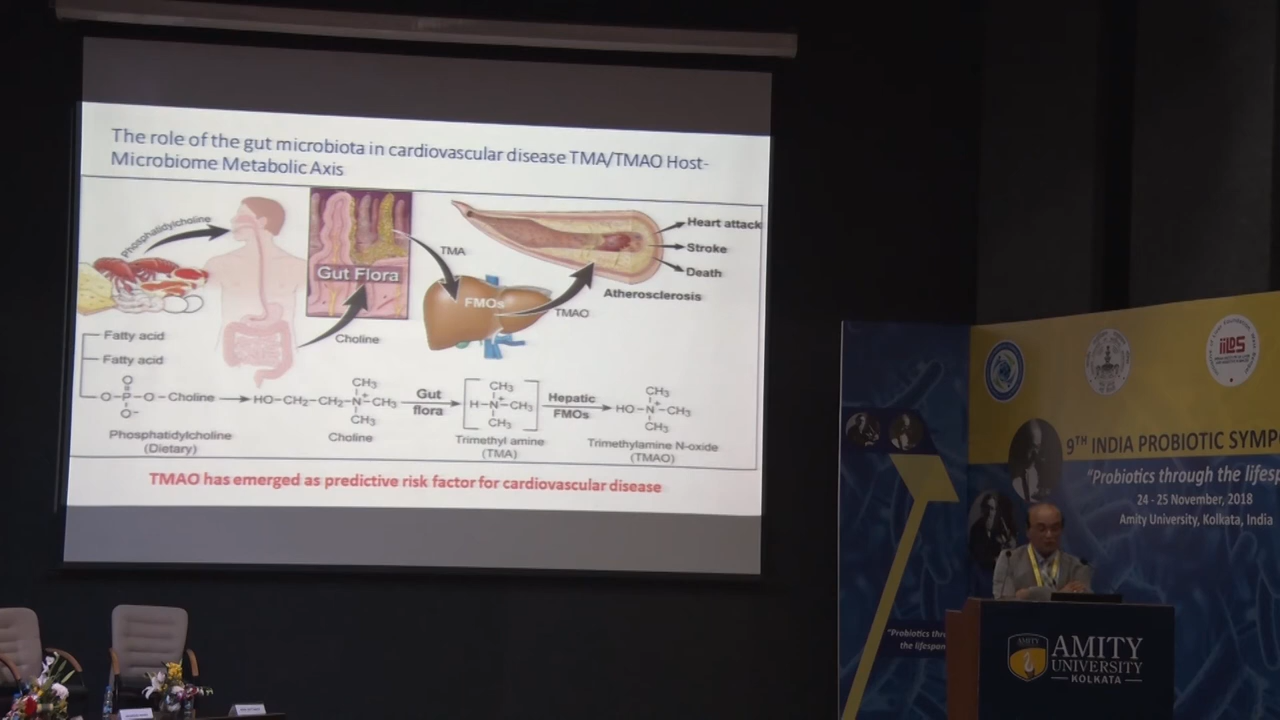 The role of the gut microbiota in cardiovascular disease TMA/TMAO Host-
Microbiome Metabolic Axis
Phosphatidylcholine
Gut Flora
TMA
FMOs
TMAO
Choline
Heart attack
Stroke
Death
Atherosclerosis
Fatty acid
Fatty acid
O
O-P-O-Choline
O-
HO-CH2-CH2-N-CH3
CH3
+
CH3
Gut
flora
CH3
+
H-N-CH3
CH3
Hepatic
FMOs
CH3
+
HO-N-CH3
CH3
Phosphatidylcholine
(Dietary)
Choline
Trimethyl amine
(TMA)
Trimethylamine N-oxide
(TMAO)
TMAO has emerged as predictive risk factor for cardiovascular disease
iiLDS
9TH INDIA PROBIOTIC SYMP
"Probiotics through the lifesp
24 - 25 November, 2018
Amity University, Kolkata, India
"Probiotics thr
the lifespan
AMITY
AMITY
UNIVERSITY
KOLKATA